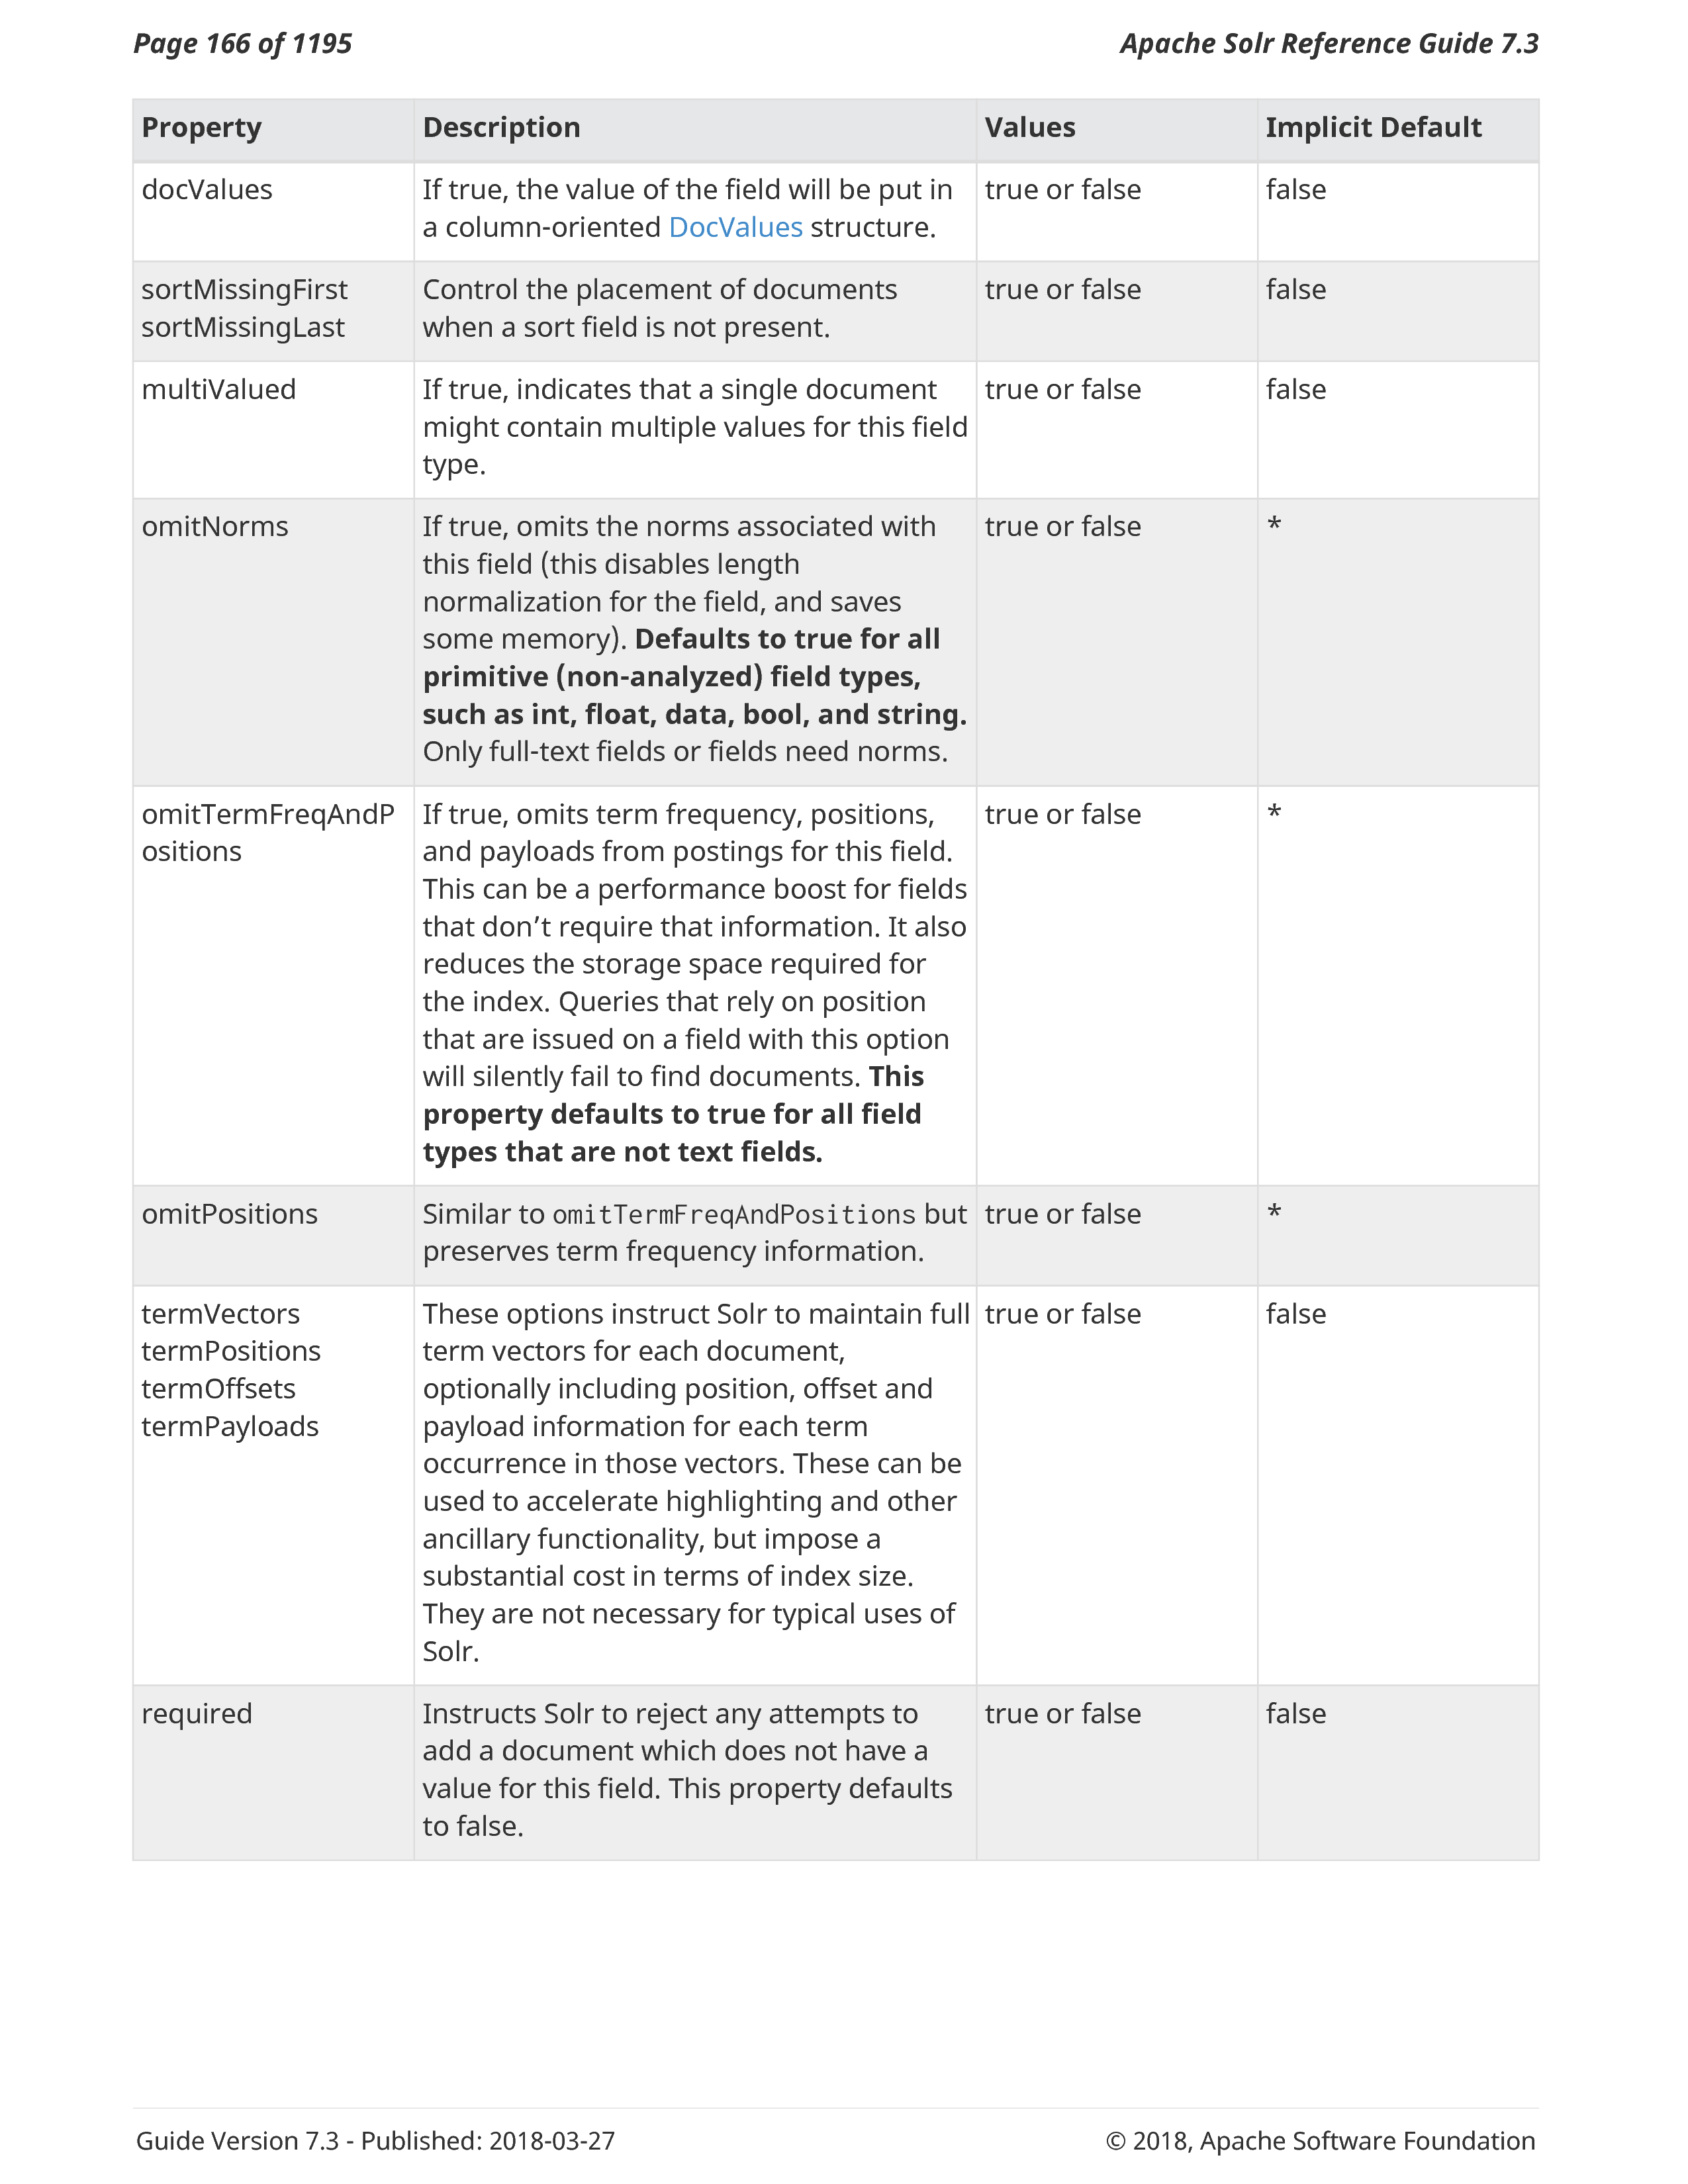 Page 166 of 1195
Apache Solr Reference Guide 7.3
Property
Description
Values
Implicit Default
docValues
If true, the value of the field will be put in
a column-oriented DocValues structure.
true or false
false
sortMissingFirst
sortMissingLast
Control the placement of documents
when a sort field is not present.
true or false
false
multiValued
If true, indicates that a single document
might contain multiple values for this field
type.
true or false
false
omitNorms
If true, omits the norms associated with
this field (this disables length
normalization for the field, and saves
some memory). Defaults to true for all
primitive (non-analyzed) field types,
such as int, float, data, bool, and string.
Only full-text fields or fields need norms.
true or false
*
omitTermFreqAndP
ositions
If true, omits term frequency, positions,
and payloads from postings for this field.
This can be a performance boost for fields
that don’t require that information. It also
reduces the storage space required for
the index. Queries that rely on position
that are issued on a field with this option
will silently fail to find documents. This
property defaults to true for all field
types that are not text fields.
true or false
*
omitPositions
Similar to omitTermFreqAndPositions but
preserves term frequency information.
true or false
*
termVectors
termPositions
termOffsets
termPayloads
These options instruct Solr to maintain full
term vectors for each document,
optionally including position, offset and
payload information for each term
occurrence in those vectors. These can be
used to accelerate highlighting and other
ancillary functionality, but impose a
substantial cost in terms of index size.
They are not necessary for typical uses of
Solr.
true or false
false
required
Instructs Solr to reject any attempts to
add a document which does not have a
value for this field. This property defaults
to false.
true or false
false
Guide Version 7.3 - Published: 2018-03-27
© 2018, Apache Software Foundation